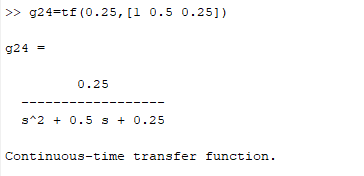 >> g24=tf(0.25,[1 0.5 0.25])
g24 =
0.25
------------------
s^2 + 0.5 s + 0.25
Continuous-time transfer function.